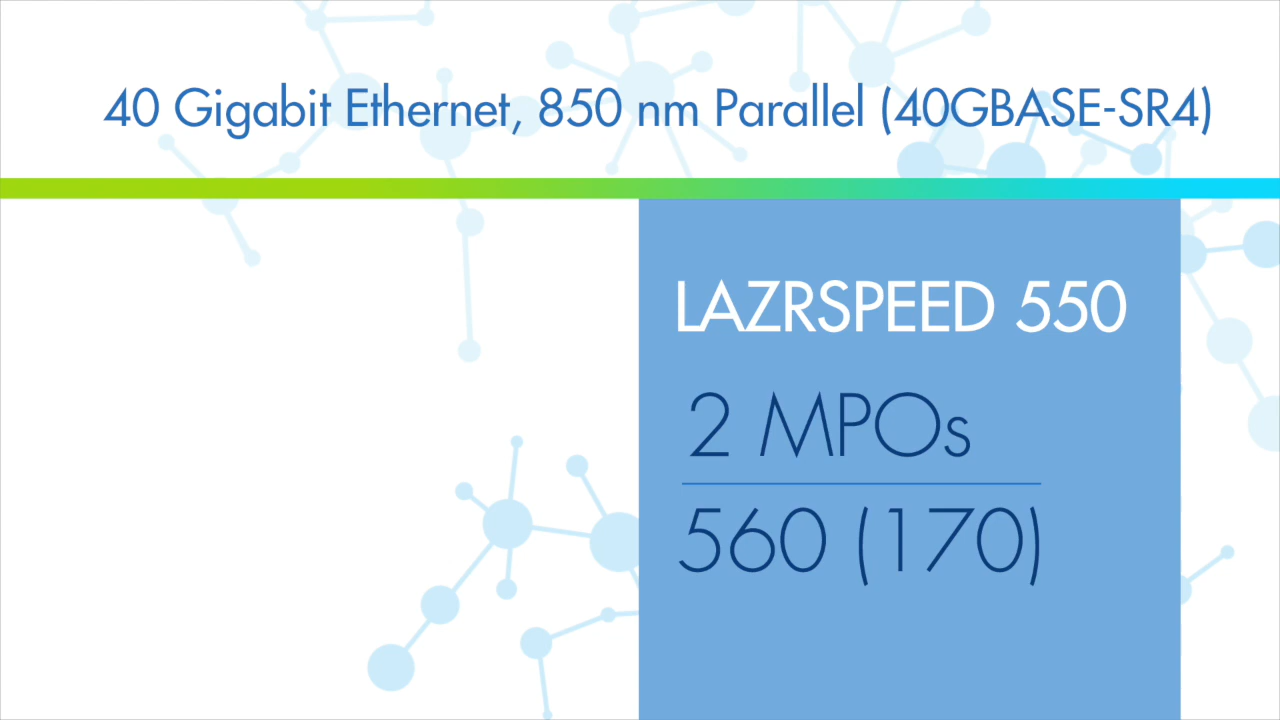 40 Gigabit Ethernet, 850 nm Parallel (40GBASE-SR4)
LAZRSPEED 550
2 MPOs
560 (170)